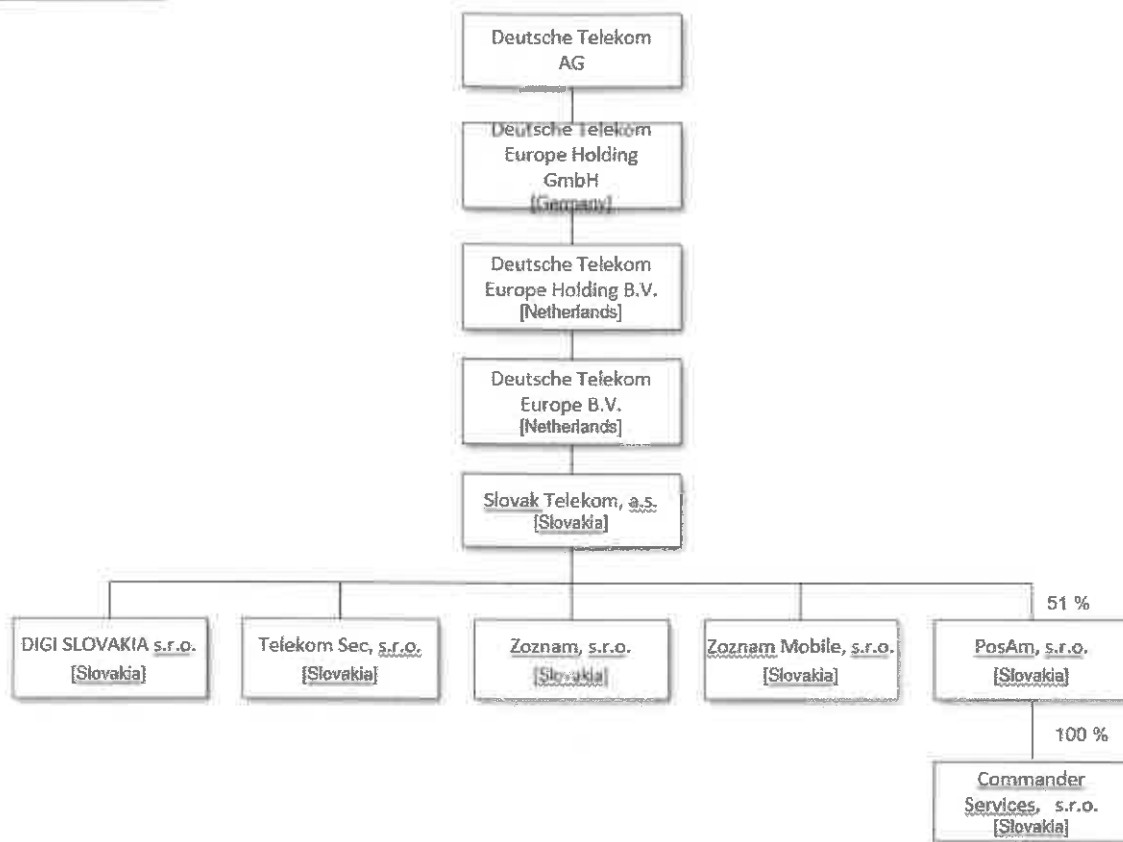 Deutsche Telekom
AG
Deutsche Telekom
Europe Holding
GmbH
[Germany]
Deutsche Telekom
Europe Holding B.V.
[Netherlands]
Deutsche Telekom
Europe B.V.
[Netherlands]
Slovak Telekom, a.s.
[Slovakia]
51 %
DIGI SLOVAKIA s.r.o.
[Slovakia]
Telekom Sec, s.r.o.
[Slovakia]
Zoznam, s.r.o.
[Slovakia]
Zoznam Mobile, s.r.o.
[Slovakia]
PosAm, s.r.o.
[Slovakia]
100 %
Commander
Services, s.r.o.
[Slovakia]